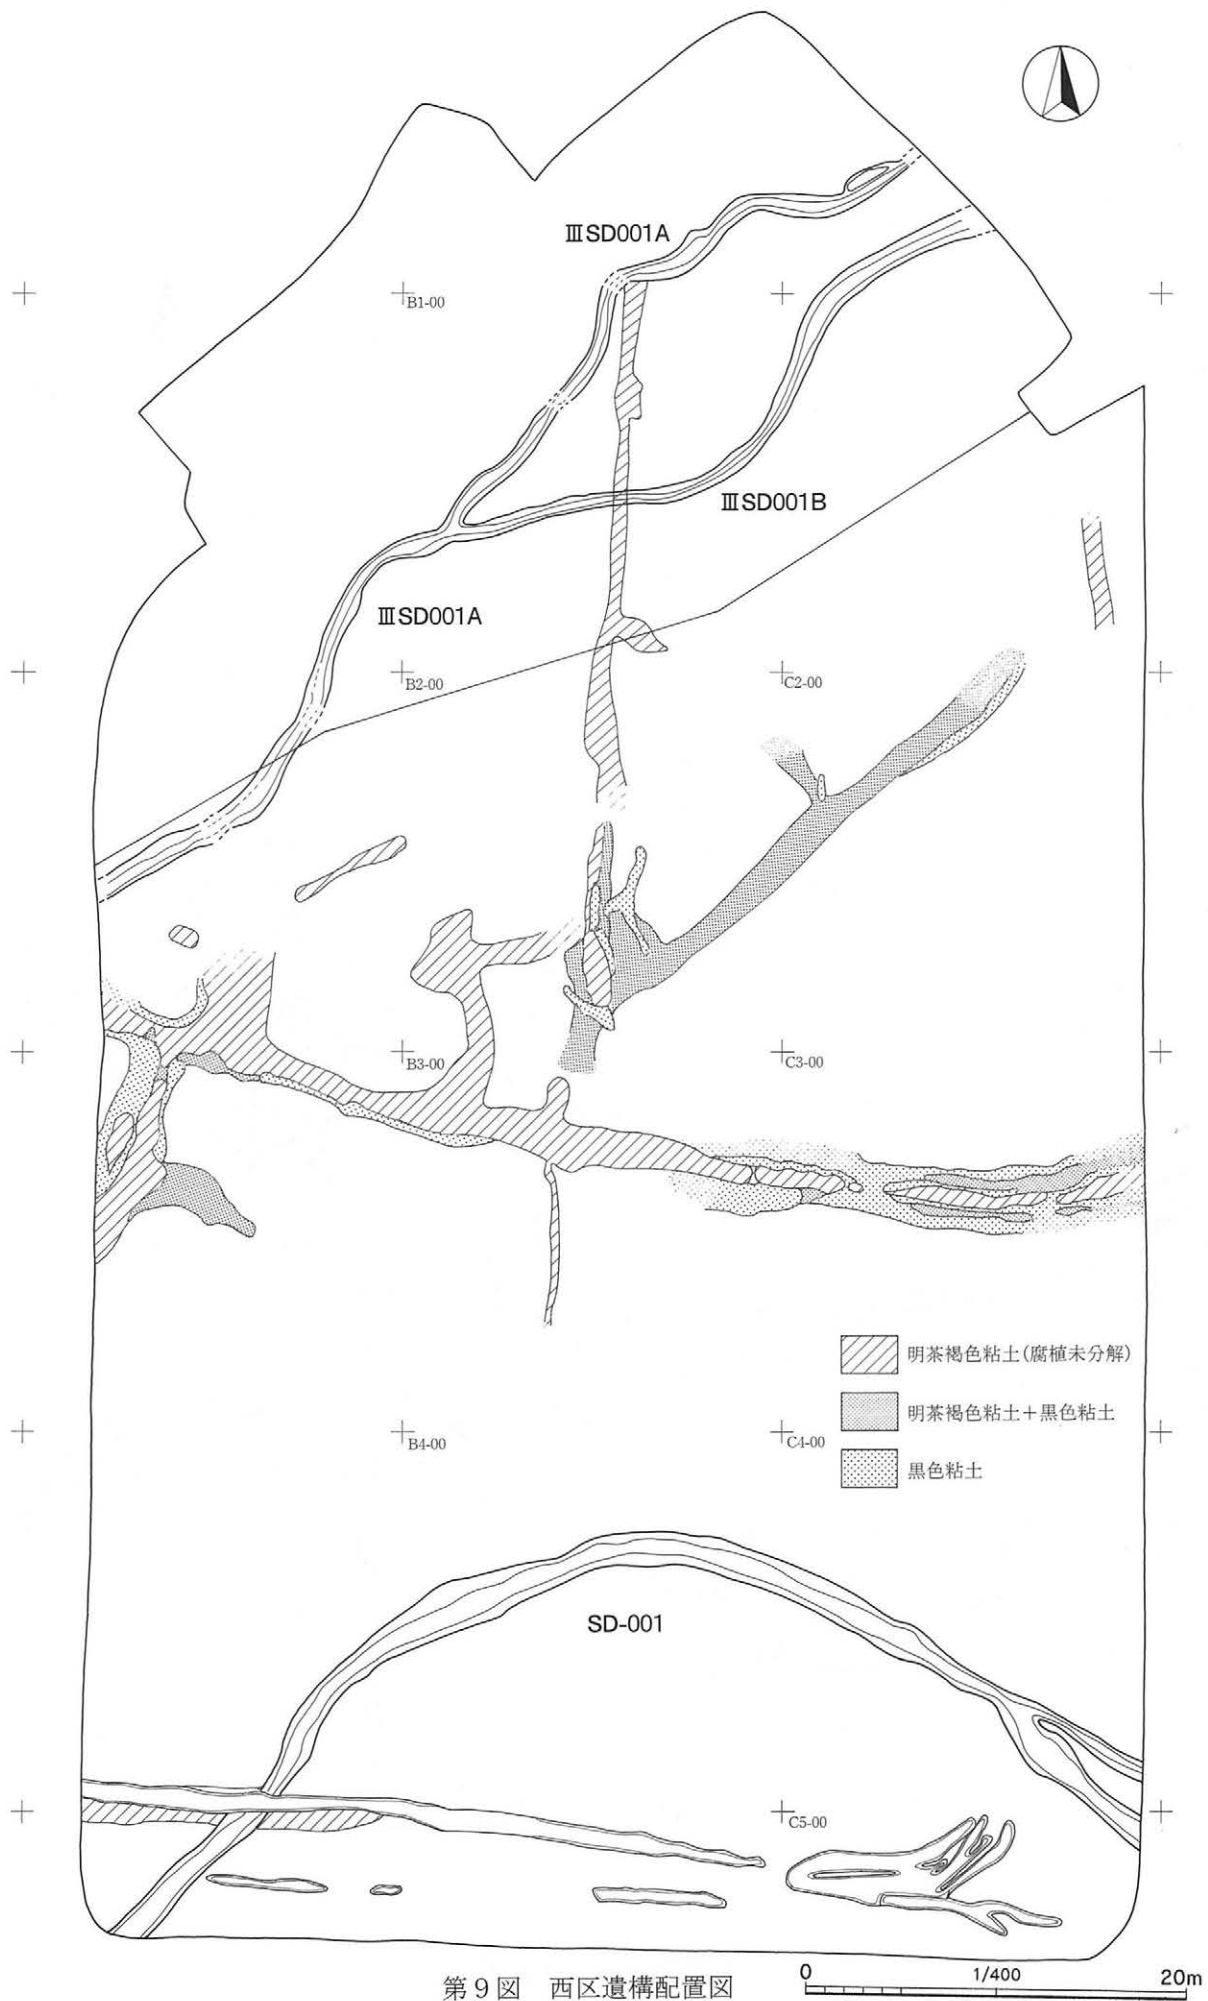 ⅢSD001A
B1-00
ⅢSD001B
ⅢSD001A
B2-00
C2-00
B3-00
C3-00
明茶褐色粘土(腐植未分解)
明茶褐色粘土+黒色粘土
黒色粘土
B4-00
C4-00
SD-001
C5-00
第9図 西区遺構配置図
0 1/400 20m